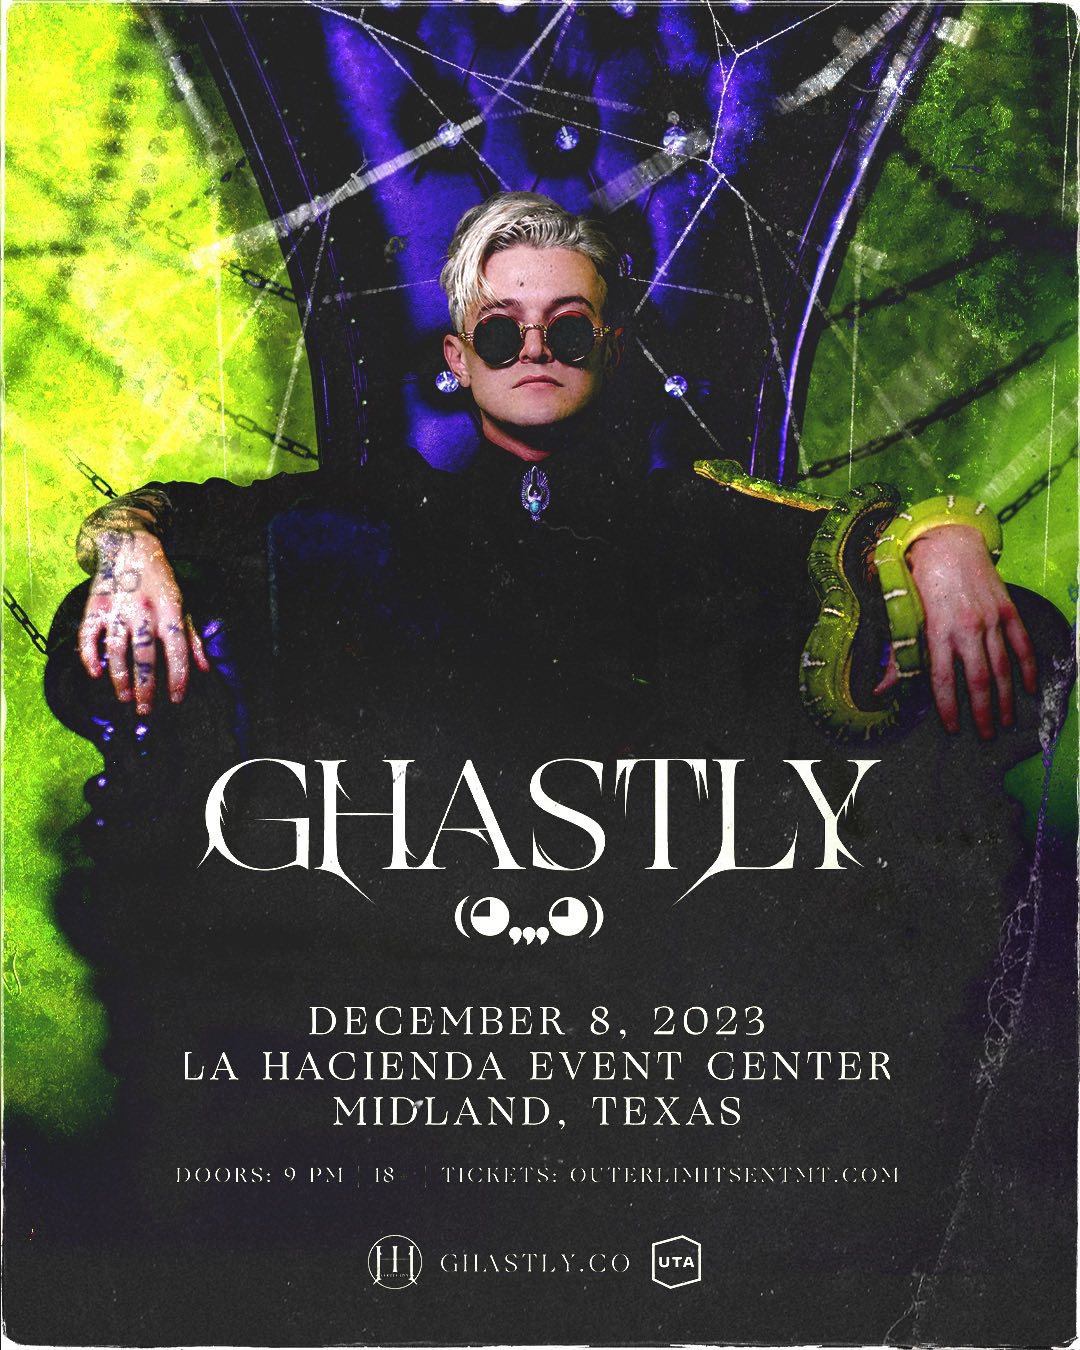 GHASTLY
DECEMBER 8, 2023
LA HACIENDA EVENT CENTER
MIDLAND, TEXAS
DOORS: 9 PM | 18+ | TICKETS: OUTERLIMITSENTMT.COM
GHASTLY.CO
UTA